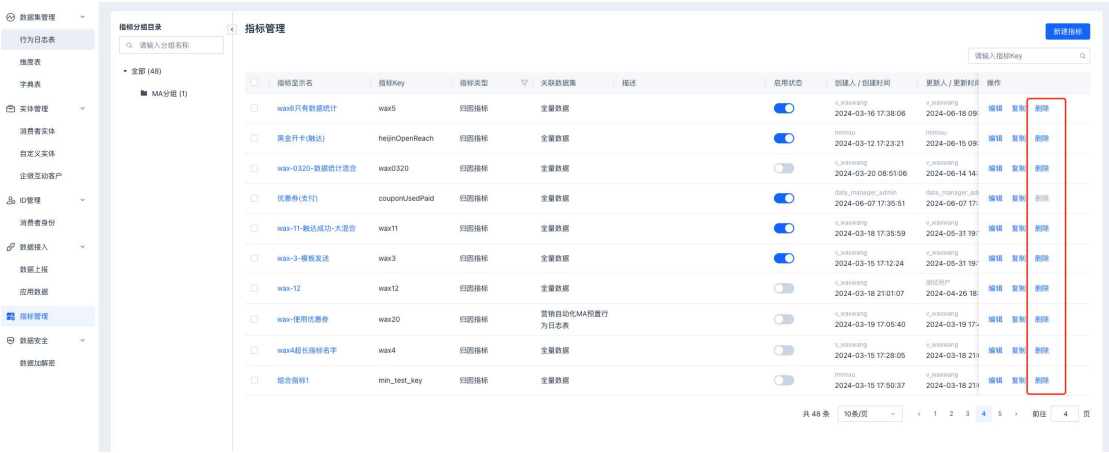 数据集管理
行为日志表
维度表
字典表
实体管理
消费者实体
自定义实体
企微互动客户
ID管理
消费者身份
数据接入
数据上报
应用数据
指标管理
数据安全
数据加解密
指标分组目录
请输入分组名称
全部 (48)
MA分组 (1)
指标管理
新建指标
请输入指标Key
指标显示名 指标Key 指标类型 关联数据集 描述 启用状态 创建人 / 创建时间 更新人 / 更新时间 操作
wax6只有数据统计 wax5 归因指标 全量数据 v_waxwang 2024-03-16 17:38:06 v_waxwang 2024-06-18 09: 编辑 复制 删除
黑金开卡(触达) heijinOpenReach 归因指标 全量数据 minnxu 2024-03-12 17:23:21 minnxu 2024-06-15 09: 编辑 复制 删除
wax-0320-数据统计混合 wax0320 归因指标 全量数据 v_waxwang 2024-03-20 08:51:06 v_waxwang 2024-06-14 14: 编辑 复制 删除
优惠券(支付) couponUsedPaid 归因指标 全量数据 data_manager_admin 2024-06-07 17:35:51 data_manager_ad 2024-06-07 17: 编辑 复制 删除
wax-11-触达成功-大混合 wax11 归因指标 全量数据 v_waxwang 2024-03-18 17:35:59 v_waxwang 2024-05-31 19: 编辑 复制 删除
wax-3-模板发送 wax3 归因指标 全量数据 v_waxwang 2024-03-15 17:12:24 v_waxwang 2024-05-31 19: 编辑 复制 删除
wax-12 wax12 归因指标 全量数据 v_waxwang 2024-03-18 21:01:07 测试用户 2024-04-26 18: 编辑 复制 删除
wax-使用优惠券 wax20 归因指标 营销自动化MA预置行为日志表 v_waxwang 2024-03-19 17:05:40 v_waxwang 2024-03-19 17: 编辑 复制 删除
wax4超长指标名字 wax4 归因指标 全量数据 v_waxwang 2024-03-15 17:28:05 v_waxwang 2024-03-18 21: 编辑 复制 删除
组合指标1 min_test_key 归因指标 全量数据 minnxu 2024-03-15 17:50:37 v_waxwang 2024-03-18 21: 编辑 复制 删除
共 48 条 10条/页 1 2 3 4 5 前往 4 页